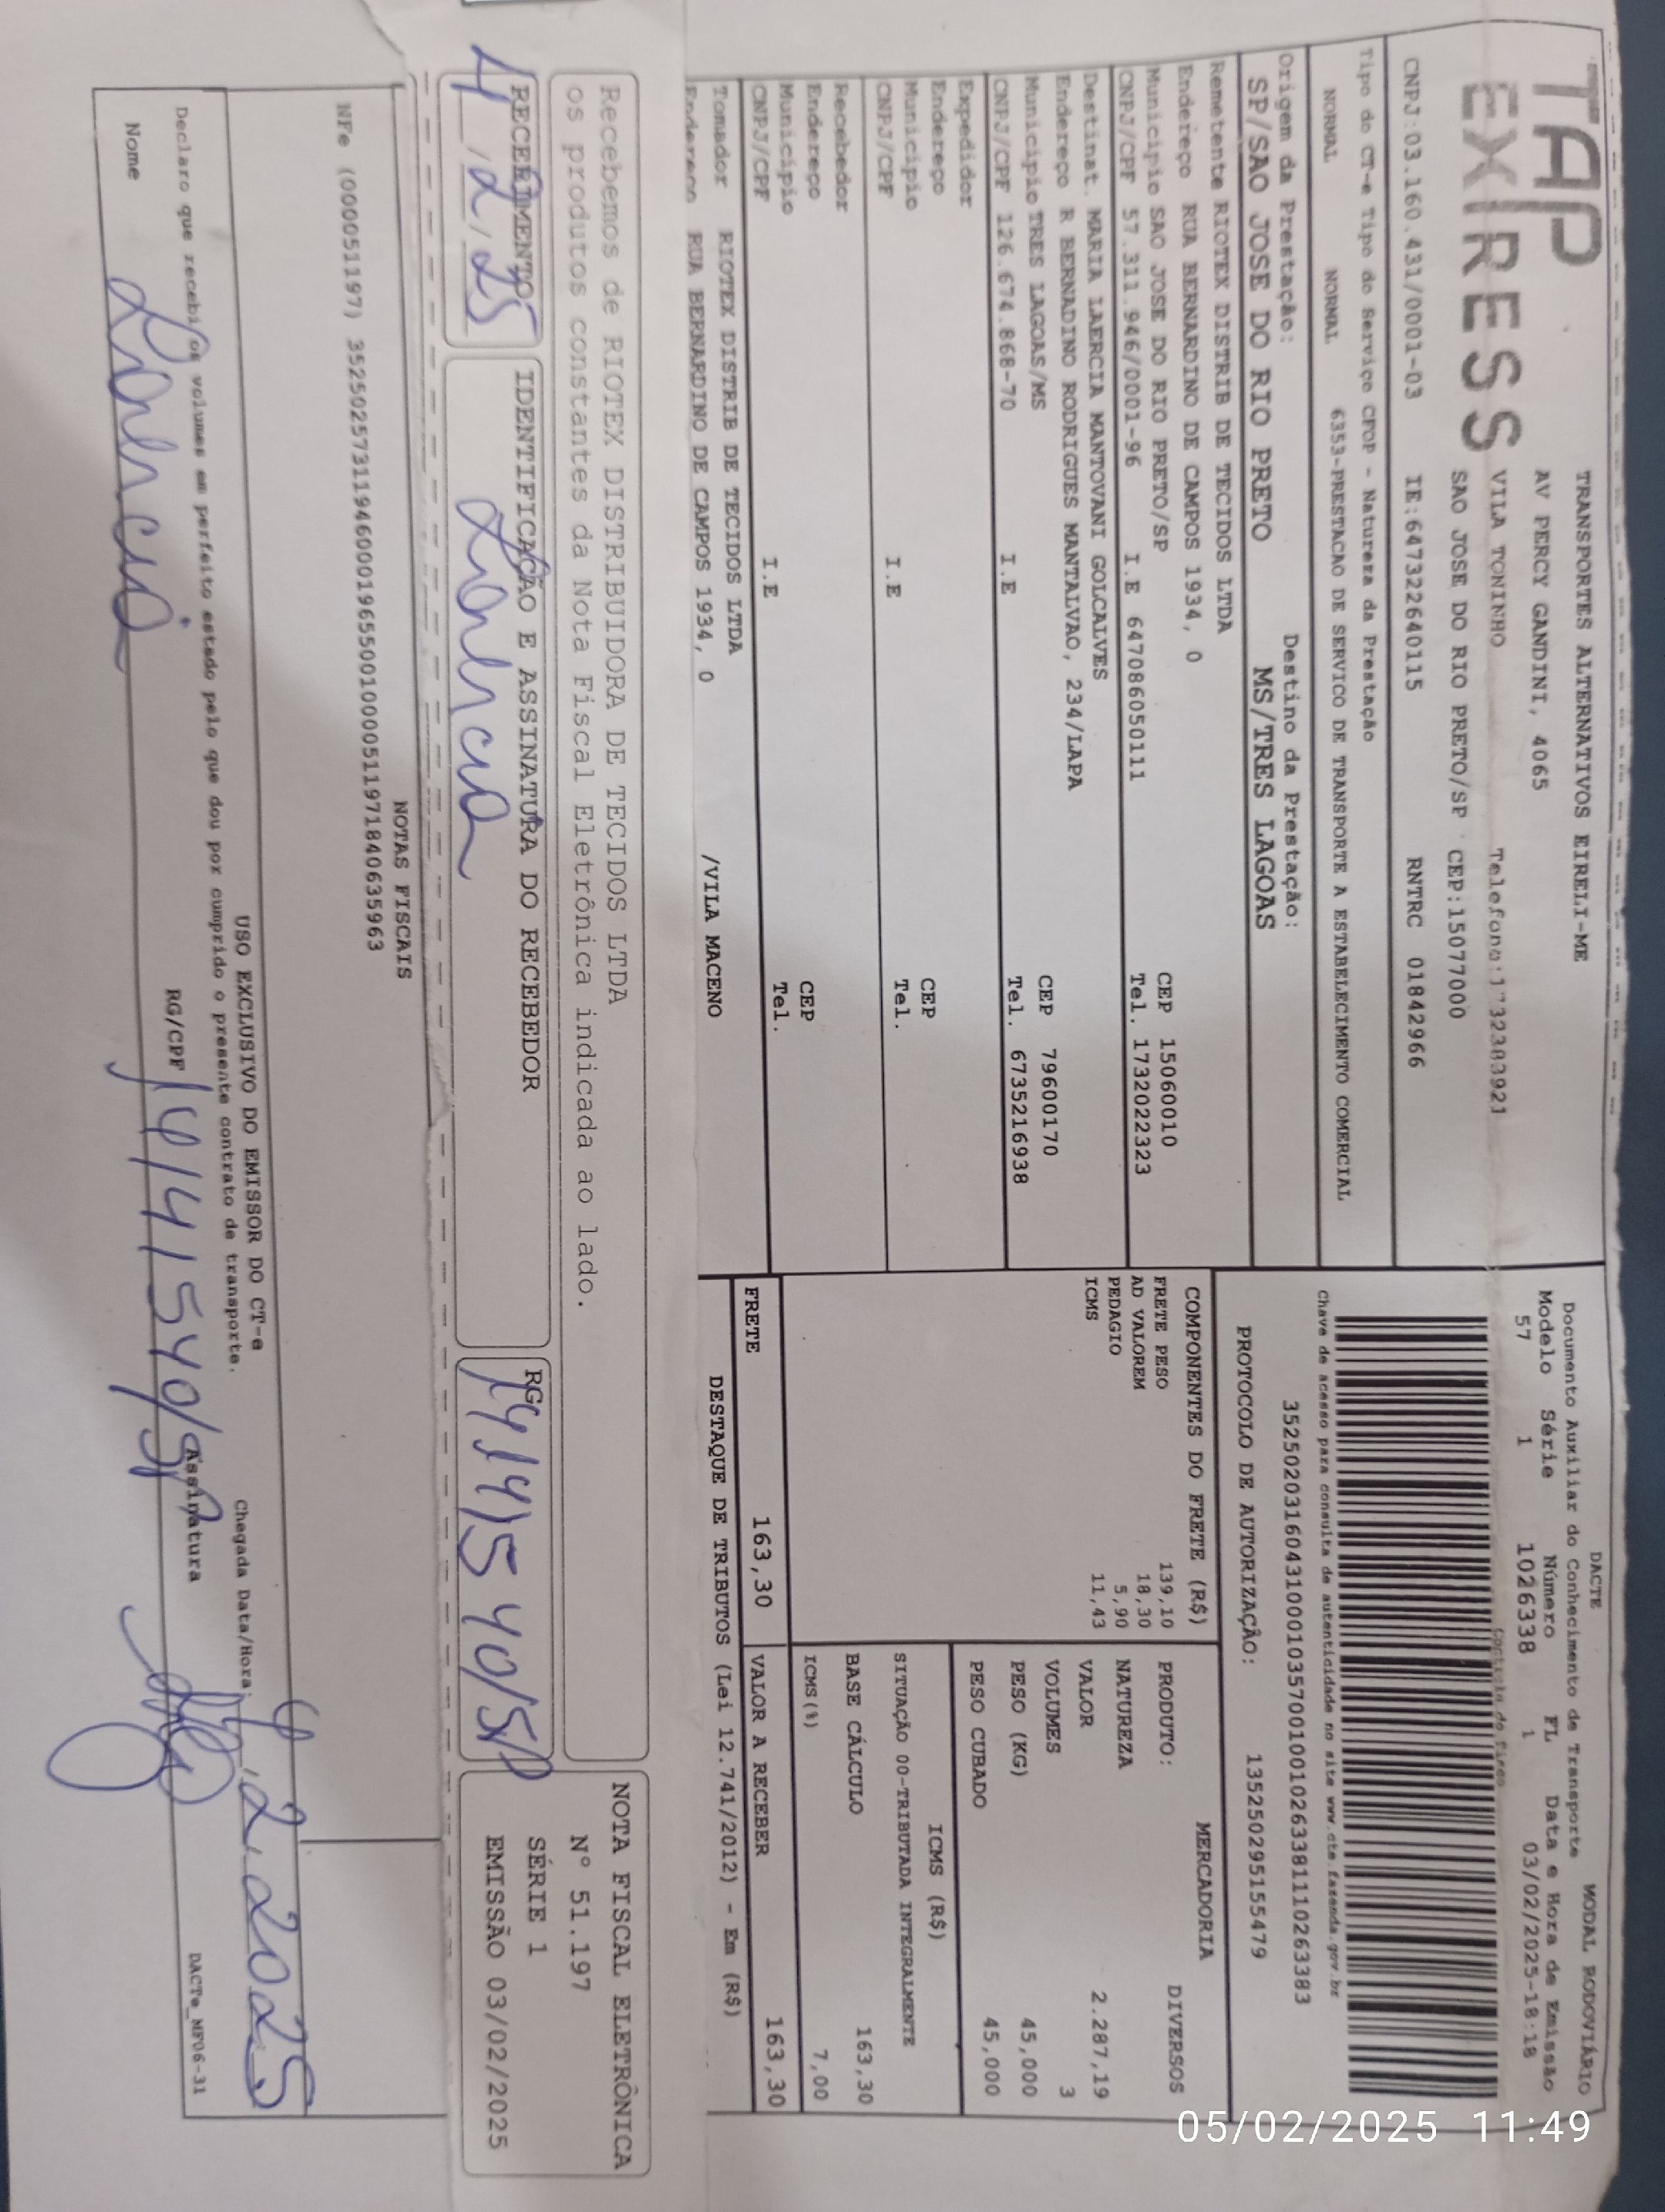 TAP
EXPRESS
TRANSPORTES ALTERNATIVOS EIRELI-ME
AV PERCY GANDINI, 4065
VILA TONINHO Telefone:1732383921
SAO JOSE DO RIO PRETO/SP CEP:15077000
CNPJ:03.160.431/0001-03 IE:647322640115 RNTRC 01842966
DACTE MODAL RODOVIÁRIO
Documento Auxiliar do Conhecimento de Transporte
Modelo Série Número FL Data e Hora de Emissão
57 1 1026338 1 03/02/2025-18:18
Controle do Fisco
Chave de acesso para consulta de autenticidade no site www.cte.fazenda.gov.br
35250203160431000103570010010263381110263383
PROTOCOLO DE AUTORIZAÇÃO: 135250295155479
Tipo do CT-e Tipo do Serviço CFOP - Natureza da Prestação
NORMAL NORMAL 6353-PRESTACAO DE SERVICO DE TRANSPORTE A ESTABELECIMENTO COMERCIAL
Origem da Prestação: Destino da Prestação:
SP/SAO JOSE DO RIO PRETO MS/TRES LAGOAS
Remetente RIOTEX DISTRIB DE TECIDOS LTDA
Endereço RUA BERNARDINO DE CAMPOS 1934, 0
Municipio SAO JOSE DO RIO PRETO/SP CEP 15060010
CNPJ/CPF 57.311.946/0001-96 I.E 647086050111 Tel. 1732022323
Destinat. MARIA LAERCIA MANTOVANI GOLCALVES
Endereço R BERNADINO RODRIGUES MANTALVAO, 234/LAPA
Municipio TRES LAGOAS/MS CEP 79600170
CNPJ/CPF 126.674.868-70 I.E Tel. 6735216938
Expedidor
Endereço
Municipio CEP
CNPJ/CPF I.E Tel.
Recebedor
Endereço
Municipio CEP
CNPJ/CPF I.E Tel.
Tomador RIOTEX DISTRIB DE TECIDOS LTDA
Endereço RUA BERNARDINO DE CAMPOS 1934, 0 /VILA MACENO
COMPONENTES DO FRETE (R$)
FRETE PESO 139,10
AD VALOREM 18,30
PEDAGIO 5,90
ICMS 11,43
MERCADORIA
PRODUTO: DIVERSOS
NATUREZA
VALOR 2.287,19
VOLUMES 3
PESO (KG) 45,000
PESO CUBADO 45,000
ICMS (R$)
SITUAÇÃO 00-TRIBUTADA INTEGRALMENTE
BASE CÁLCULO 163,30
ICMS(%) 7,00
FRETE 163,30 VALOR A RECEBER 163,30
DESTAQUE DE TRIBUTOS (Lei 12.741/2012) - Em (R$)
Recebemos de RIOTEX DISTRIBUIDORA DE TECIDOS LTDA
os produtos constantes da Nota Fiscal Eletrônica indicada ao lado.
RECEBIMENTO IDENTIFICAÇÃO E ASSINATURA DO RECEBEDOR RG
4/2/25 14141540/SP
NOTA FISCAL ELETRÔNICA
N° 51.197
SÉRIE 1
EMISSÃO 03/02/2025
NOTAS FISCAIS
NFe (000051197) 35250257311946000196550010000511971840635963
USO EXCLUSIVO DO EMISSOR DO CT-e
Declaro que recebi os volumes em perfeito estado pelo que dou por cumprido o presente contrato de transporte.
Chegada Data/Hora 4,2,2025
Nome RG/CPF 14141540/SP Assinatura
DACTe_MF06-31
05/02/2025 11:49